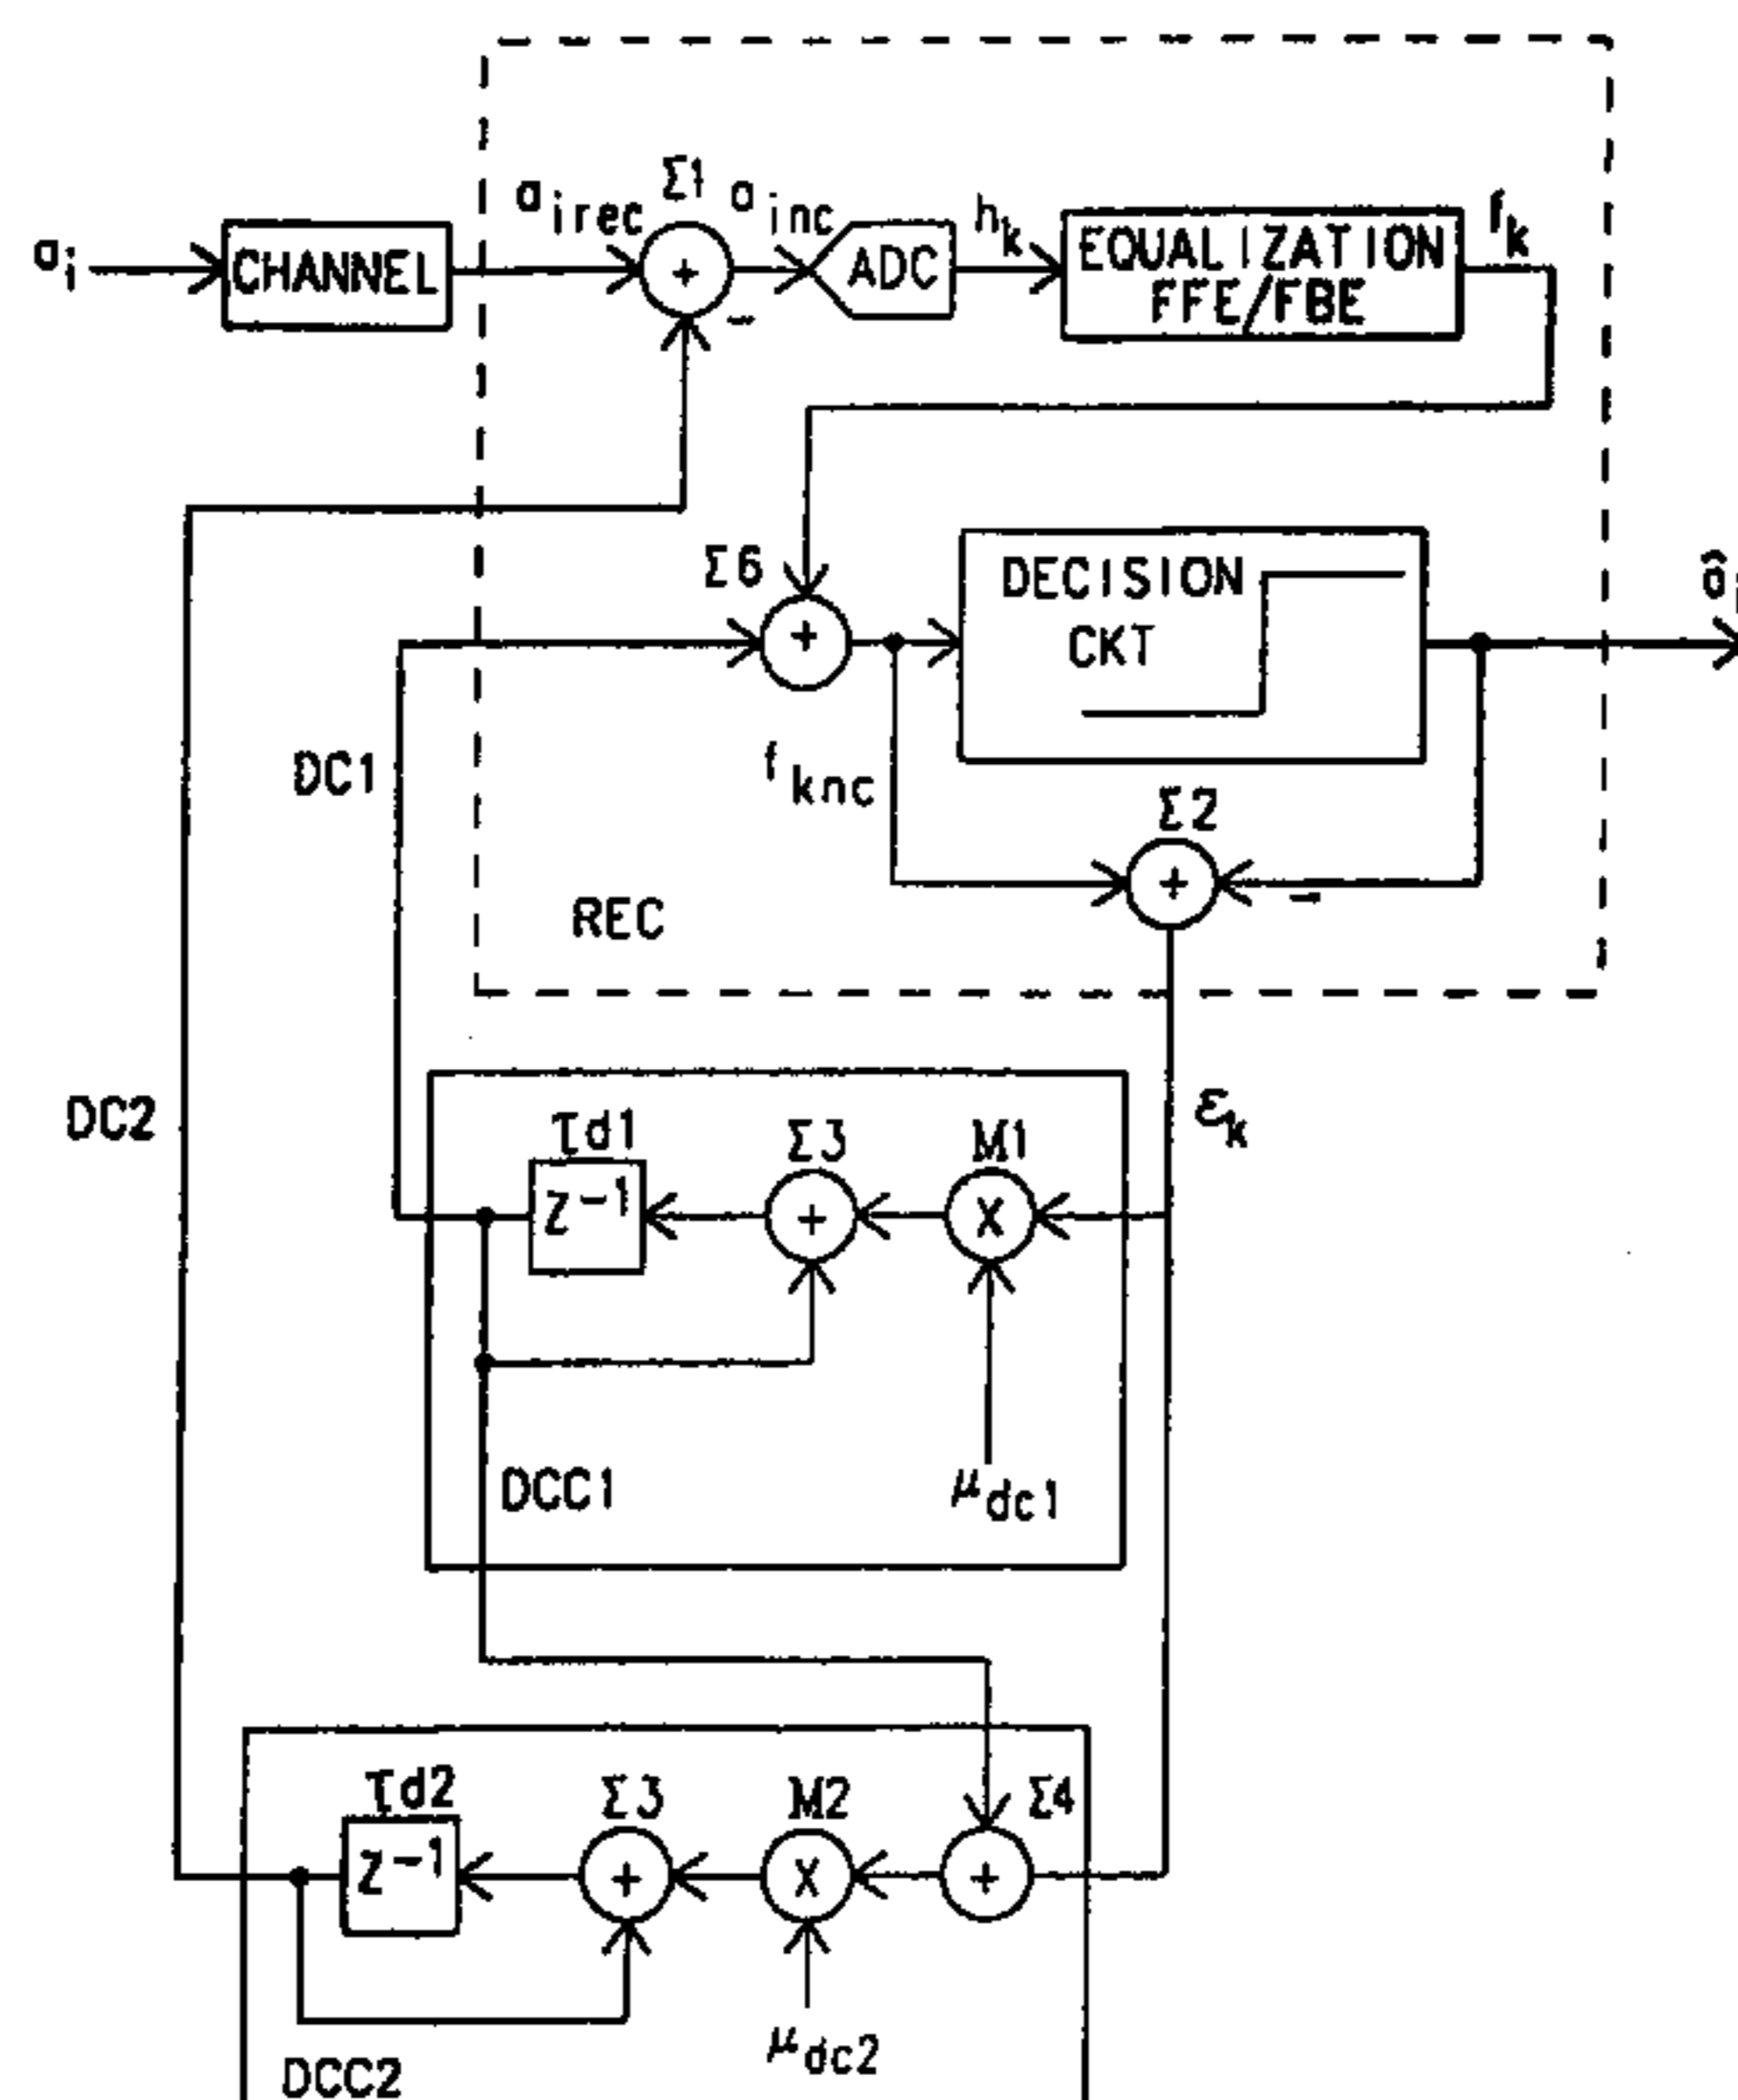 Σ1
a_i
CHANNEL
a_irec
+
-
a_inc
ADC
h_k
EQUALIZATION
FFE/FBE
f_k
Σ6
+
DECISION
CKT
DC1
f_knc
Σ2
+
-
REC
DC2
ε_k
τd1
Σ3
M1
Z⁻¹
+
X
DCC1
μ_dc1
τd2
Σ3
M2
Σ4
Z⁻¹
+
X
+
μ_dc2
DCC2